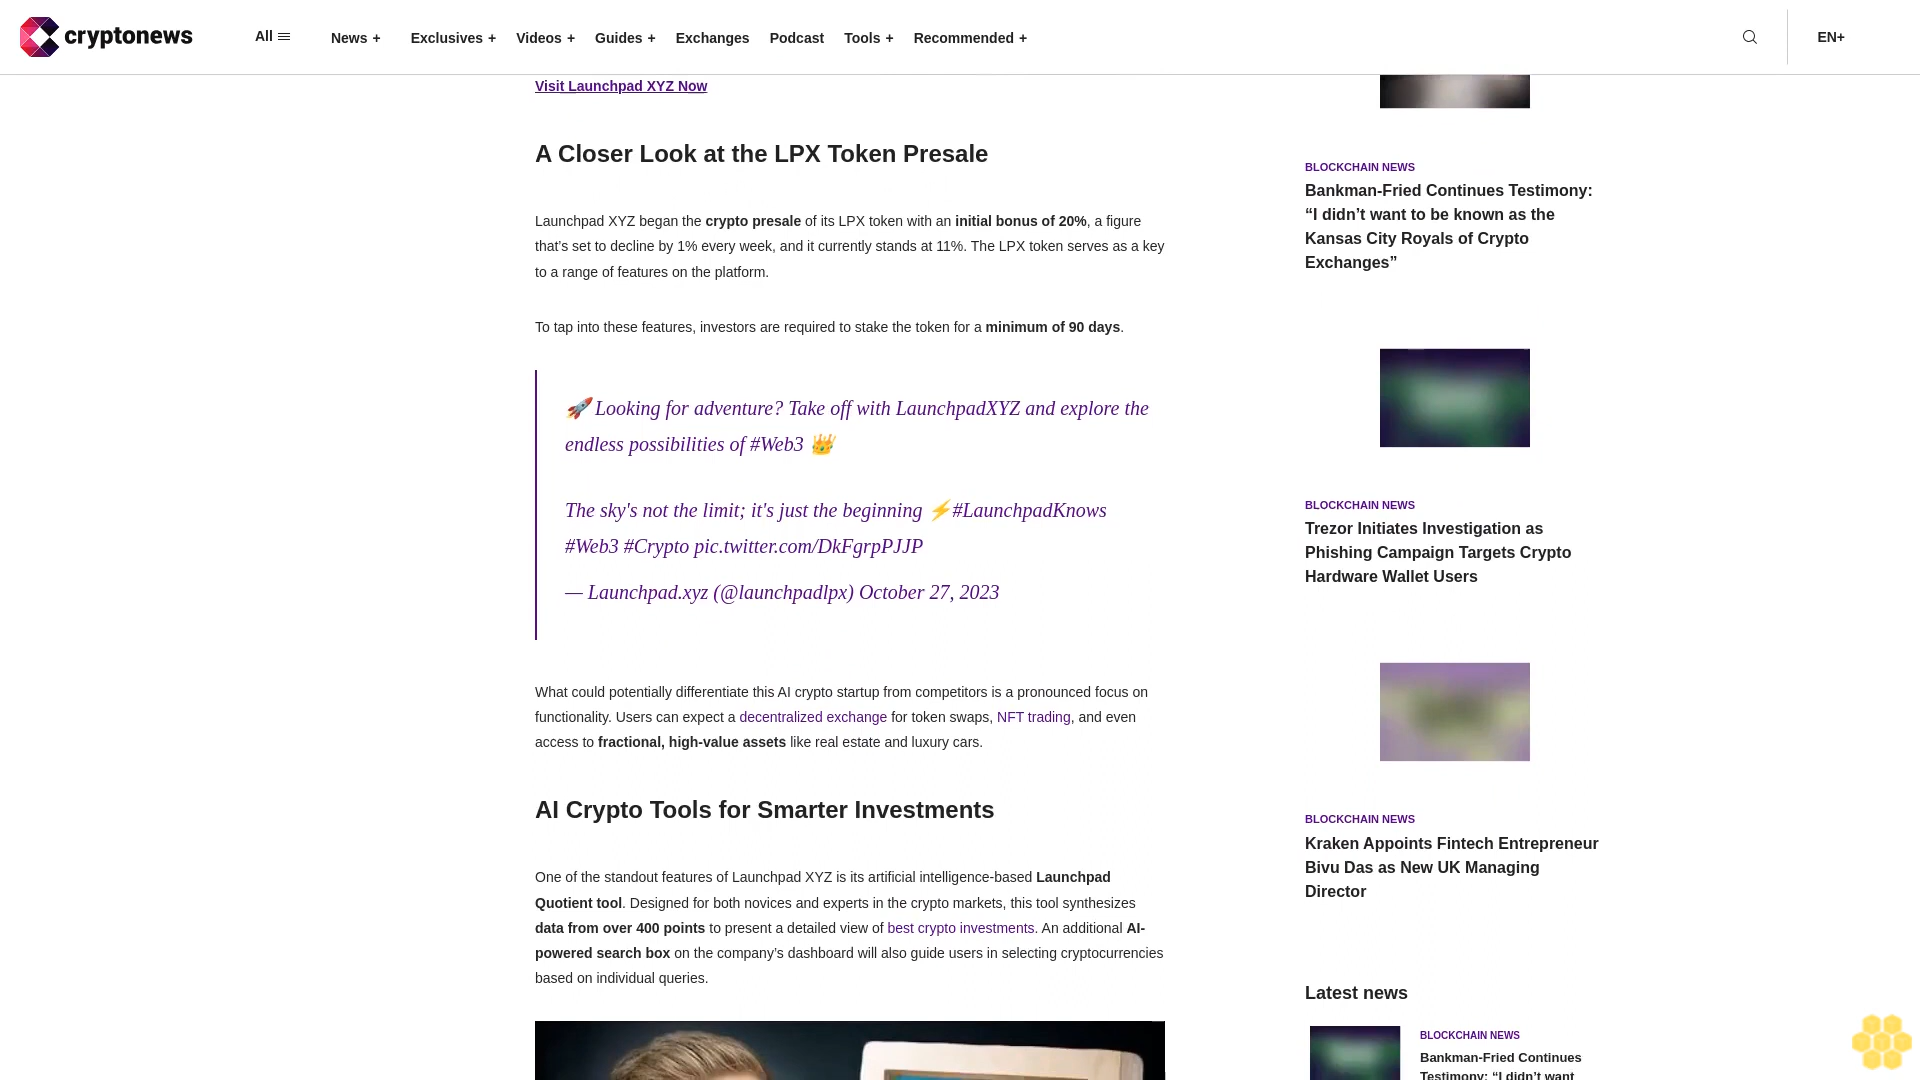 cryptonews
All
News +
Exclusives +
Videos +
Guides +
Exchanges
Podcast
Tools +
Recommended +
EN+
Visit Launchpad XYZ Now
A Closer Look at the LPX Token Presale
Launchpad XYZ began the crypto presale of its LPX token with an initial bonus of 20%, a figure
that’s set to decline by 1% every week, and it currently stands at 11%. The LPX token serves as a key
to a range of features on the platform.
To tap into these features, investors are required to stake the token for a minimum of 90 days.
🚀 Looking for adventure? Take off with LaunchpadXYZ and explore the
endless possibilities of #Web3 👑
The sky's not the limit; it's just the beginning ⚡#LaunchpadKnows
#Web3 #Crypto pic.twitter.com/DkFgrpPJJP
— Launchpad.xyz (@launchpadlpx) October 27, 2023
What could potentially differentiate this AI crypto startup from competitors is a pronounced focus on
functionality. Users can expect a decentralized exchange for token swaps, NFT trading, and even
access to fractional, high-value assets like real estate and luxury cars.
AI Crypto Tools for Smarter Investments
One of the standout features of Launchpad XYZ is its artificial intelligence-based Launchpad
Quotient tool. Designed for both novices and experts in the crypto markets, this tool synthesizes
data from over 400 points to present a detailed view of best crypto investments. An additional AI-
powered search box on the company’s dashboard will also guide users in selecting cryptocurrencies
based on individual queries.
BLOCKCHAIN NEWS
Bankman-Fried Continues Testimony:
“I didn’t want to be known as the
Kansas City Royals of Crypto
Exchanges”
BLOCKCHAIN NEWS
Trezor Initiates Investigation as
Phishing Campaign Targets Crypto
Hardware Wallet Users
BLOCKCHAIN NEWS
Kraken Appoints Fintech Entrepreneur
Bivu Das as New UK Managing
Director
Latest news
BLOCKCHAIN NEWS
Bankman-Fried Continues
Testimony: “I didn’t want